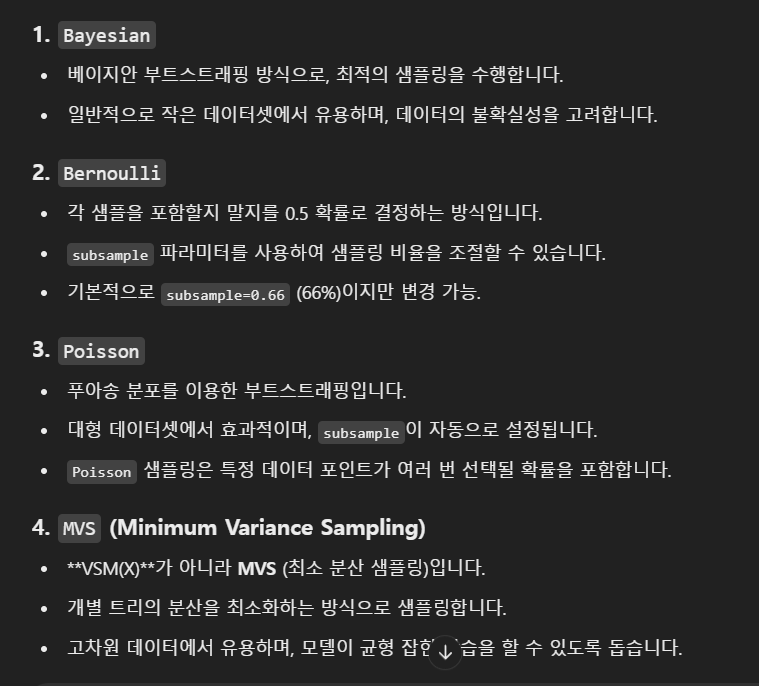 1. Bayesian
• 베이지안 부트스트래핑 방식으로, 최적의 샘플링을 수행합니다.
• 일반적으로 작은 데이터셋에서 유용하며, 데이터의 불확실성을 고려합니다.
2. Bernoulli
• 각 샘플을 포함할지 말지를 0.5 확률로 결정하는 방식입니다.
• subsample 파라미터를 사용하여 샘플링 비율을 조절할 수 있습니다.
• 기본적으로 subsample=0.66 (66%)이지만 변경 가능.
3. Poisson
• 푸아송 분포를 이용한 부트스트래핑입니다.
• 대형 데이터셋에서 효과적이며, subsample이 자동으로 설정됩니다.
• Poisson 샘플링은 특정 데이터 포인트가 여러 번 선택될 확률을 포함합니다.
4. MVS (Minimum Variance Sampling)
• **VSM(X)**가 아니라 MVS (최소 분산 샘플링)입니다.
• 개별 트리의 분산을 최소화하는 방식으로 샘플링합니다.
• 고차원 데이터에서 유용하며, 모델이 균형 잡힌 할 수 있도록 돕습니다.